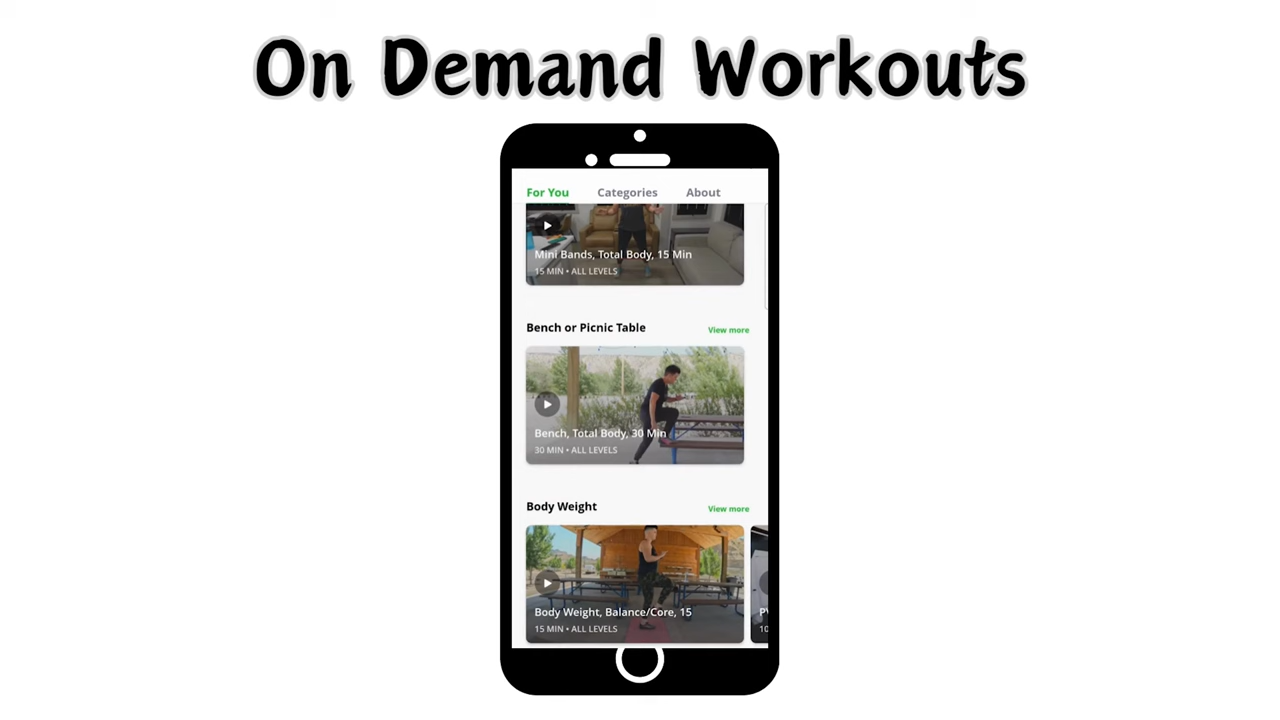 On Demand Workouts
For You Categories About
Mini Bands, Total Body, 15 Min
15 MIN • ALL LEVELS
Bench or Picnic Table View more
Bench, Total Body, 30 Min
30 MIN • ALL LEVELS
Body Weight View more
Body Weight, Balance/Core, 15
15 MIN • ALL LEVELS